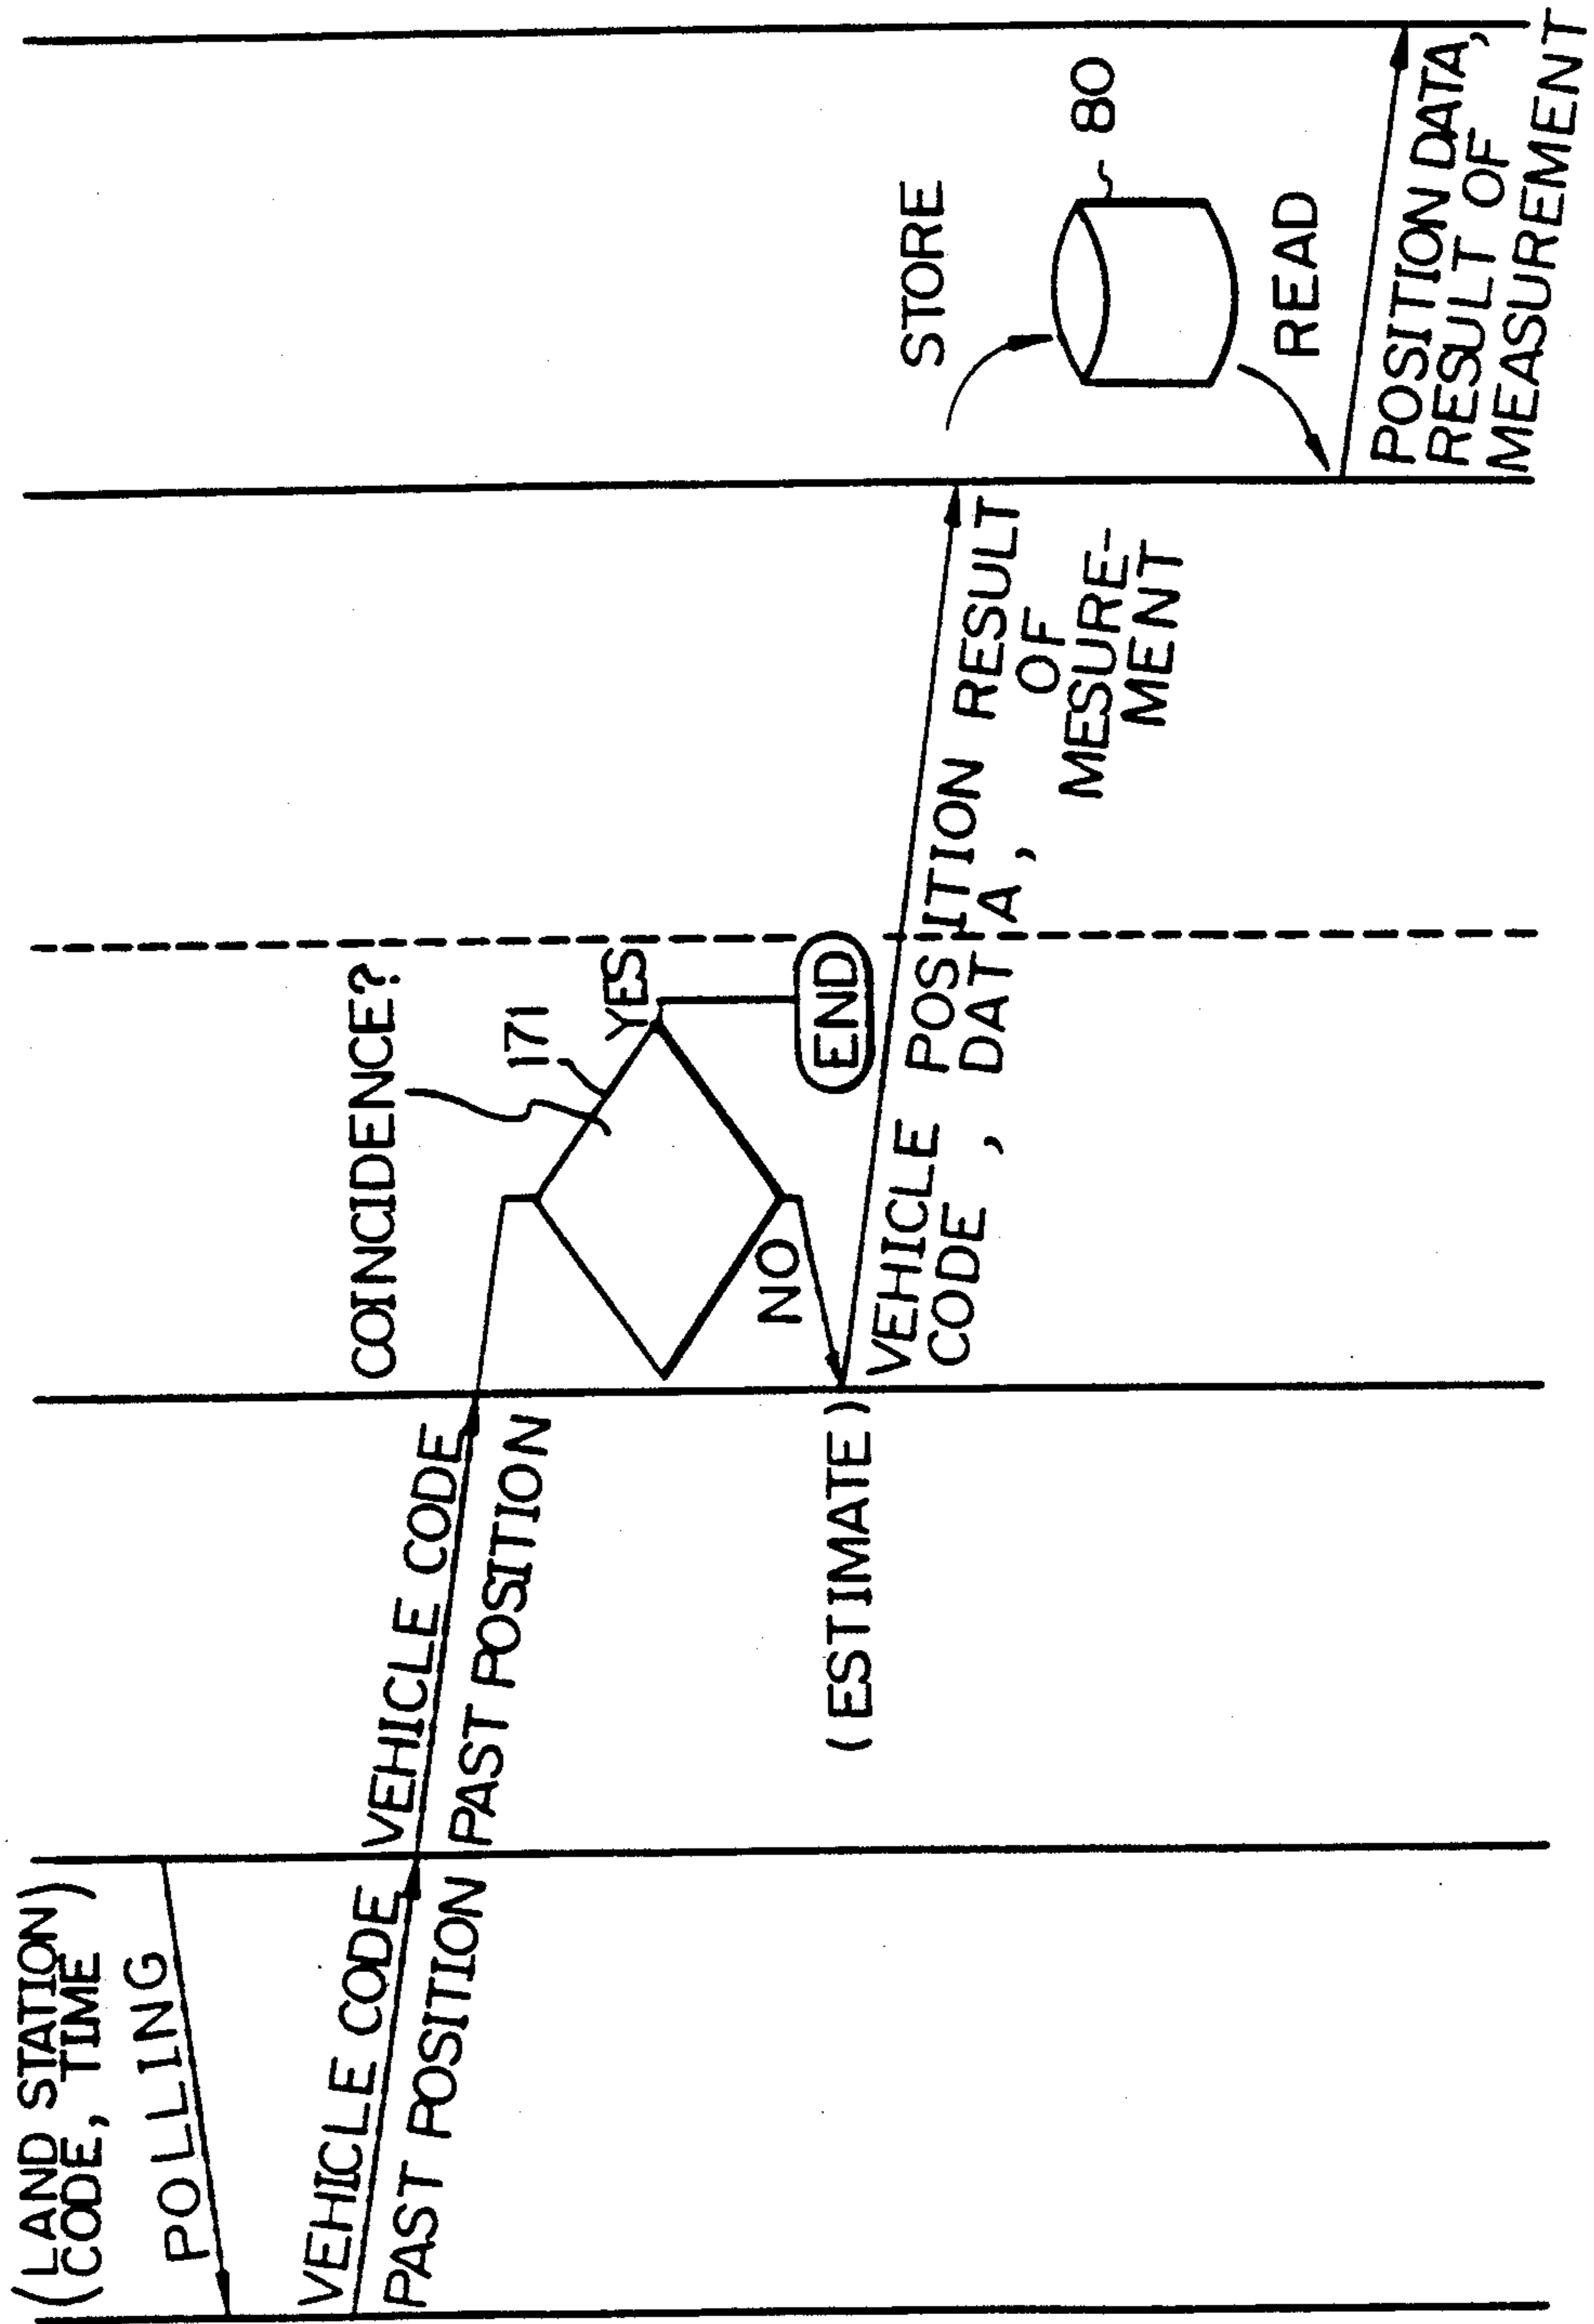 (LAND STATION)
CODE, TIME
POLLING
VEHICLE CODE
PAST POSITION
VEHICLE CODE
PAST POSITION
COINCIDENCE?
171
YES
END
NO
(ESTIMATE)
VEHICLE POSITION RESULT
CODE, DATA, OF
MESURE-
MENT
STORE
80
READ
POSITION DATA,
RESULT OF
MEASUREMENT